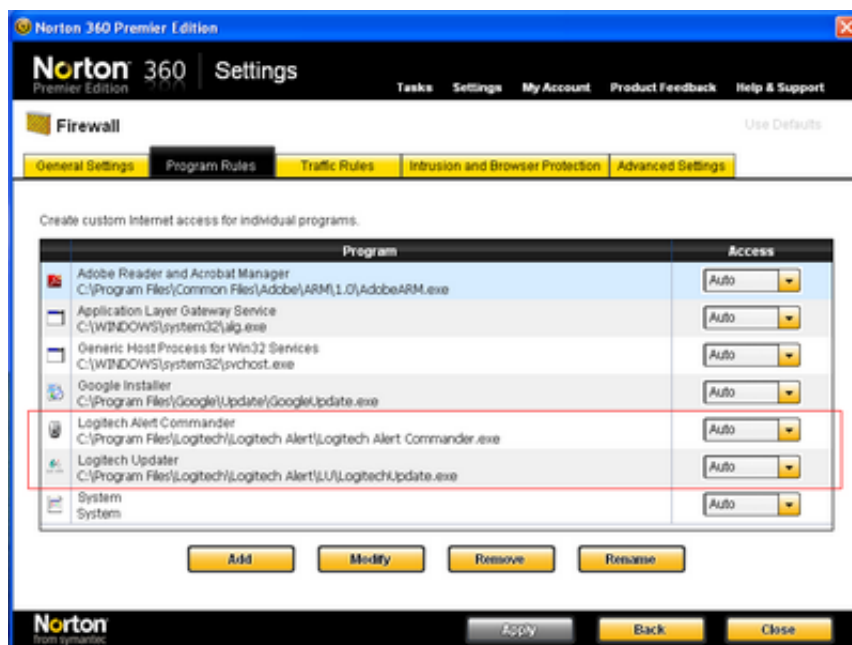 Norton 360 Premier Edition
Norton 360 Settings
Premier Edition
Tasks Settings My Account Product Feedback Help & Support
Firewall Use Defaults
General Settings Program Rules Traffic Rules Intrusion and Browser Protection Advanced Settings
Create custom Internet access for individual programs.
Program Access
Adobe Reader and Acrobat Manager
C:\Program Files\Common Files\Adobe\ARM\1.0\AdobeARM.exe Auto
Application Layer Gateway Service
C:\WINDOWS\system32\alg.exe Auto
Generic Host Process for Win32 Services
C:\WINDOWS\system32\svchost.exe Auto
Google Installer
C:\Program Files\Google\Update\GoogleUpdate.exe Auto
Logitech Alert Commander
C:\Program Files\Logitech\Logitech Alert\Logitech Alert Commander.exe Auto
Logitech Updater
C:\Program Files\Logitech\Logitech Alert\LU\LogitechUpdate.exe Auto
System
System Auto
Add Modify Remove Rename
Norton
from symantec
Apply Back Close